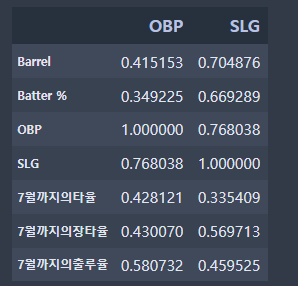 OBP SLG
Barrel 0.415153 0.704876
Batter % 0.349225 0.669289
OBP 1.000000 0.768038
SLG 0.768038 1.000000
7월까지의타율 0.428121 0.335409
7월까지의장타율 0.430070 0.569713
7월까지의출루율 0.580732 0.459525